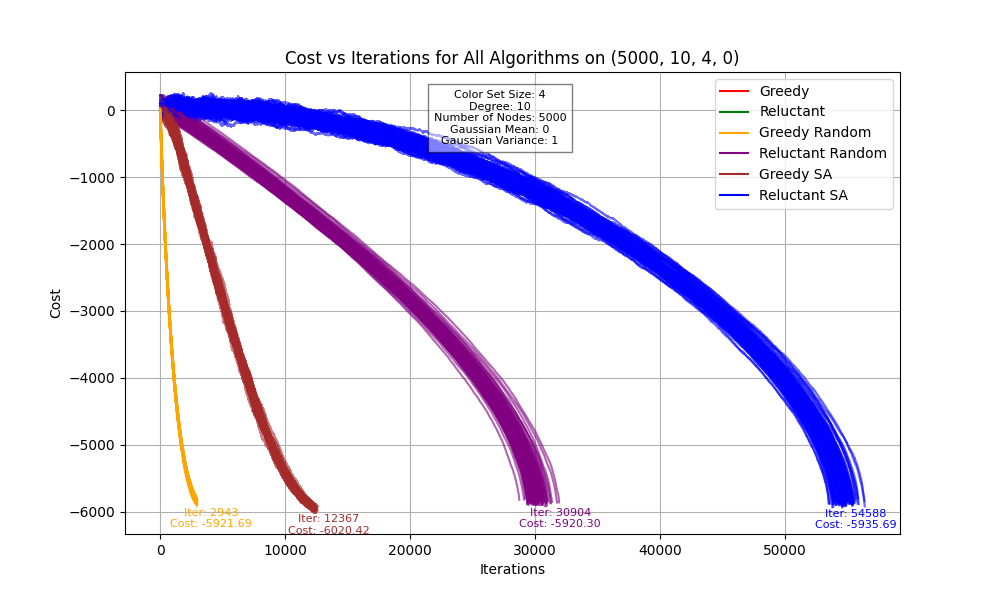 Cost vs Iterations for All Algorithms on (5000, 10, 4, 0)
Color Set Size: 4
Degree: 10
Number of Nodes: 5000
Gaussian Mean: 0
Gaussian Variance: 1
Greedy
Reluctant
Greedy Random
Reluctant Random
Greedy SA
Reluctant SA
Cost
0
−1000
−2000
−3000
−4000
−5000
−6000
Iter: 2943
Cost: -5921.69
Iter: 12367
Cost: -6020.42
Iter: 30904
Cost: -5920.30
Iter: 54588
Cost: -5935.69
0
10000
20000
30000
40000
50000
Iterations